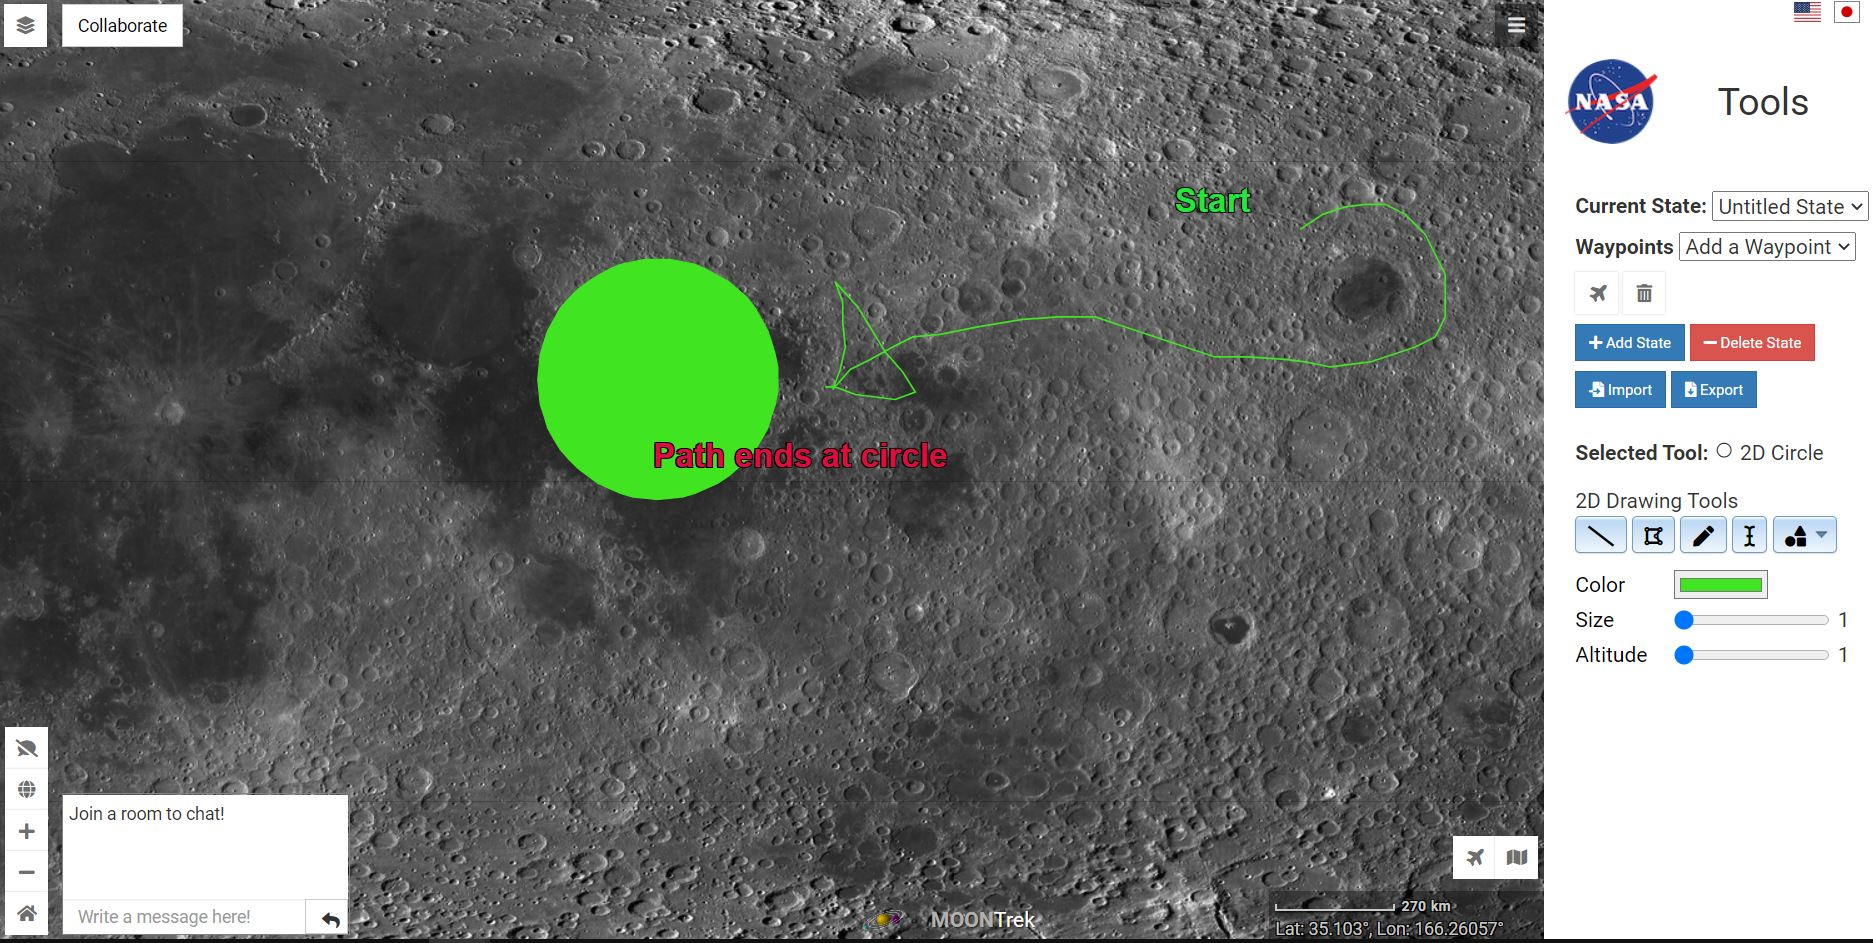 Collaborate
NASA
Tools
Start
Current State: Untitled State
Waypoints Add a Waypoint
Add State
Delete State
Import
Export
Path ends at circle
Selected Tool: 2D Circle
2D Drawing Tools
Color
Size 1
Altitude 1
Join a room to chat!
Write a message here!
MOONTrek
270 km
Lat: 35.103°, Lon: 166.26057°